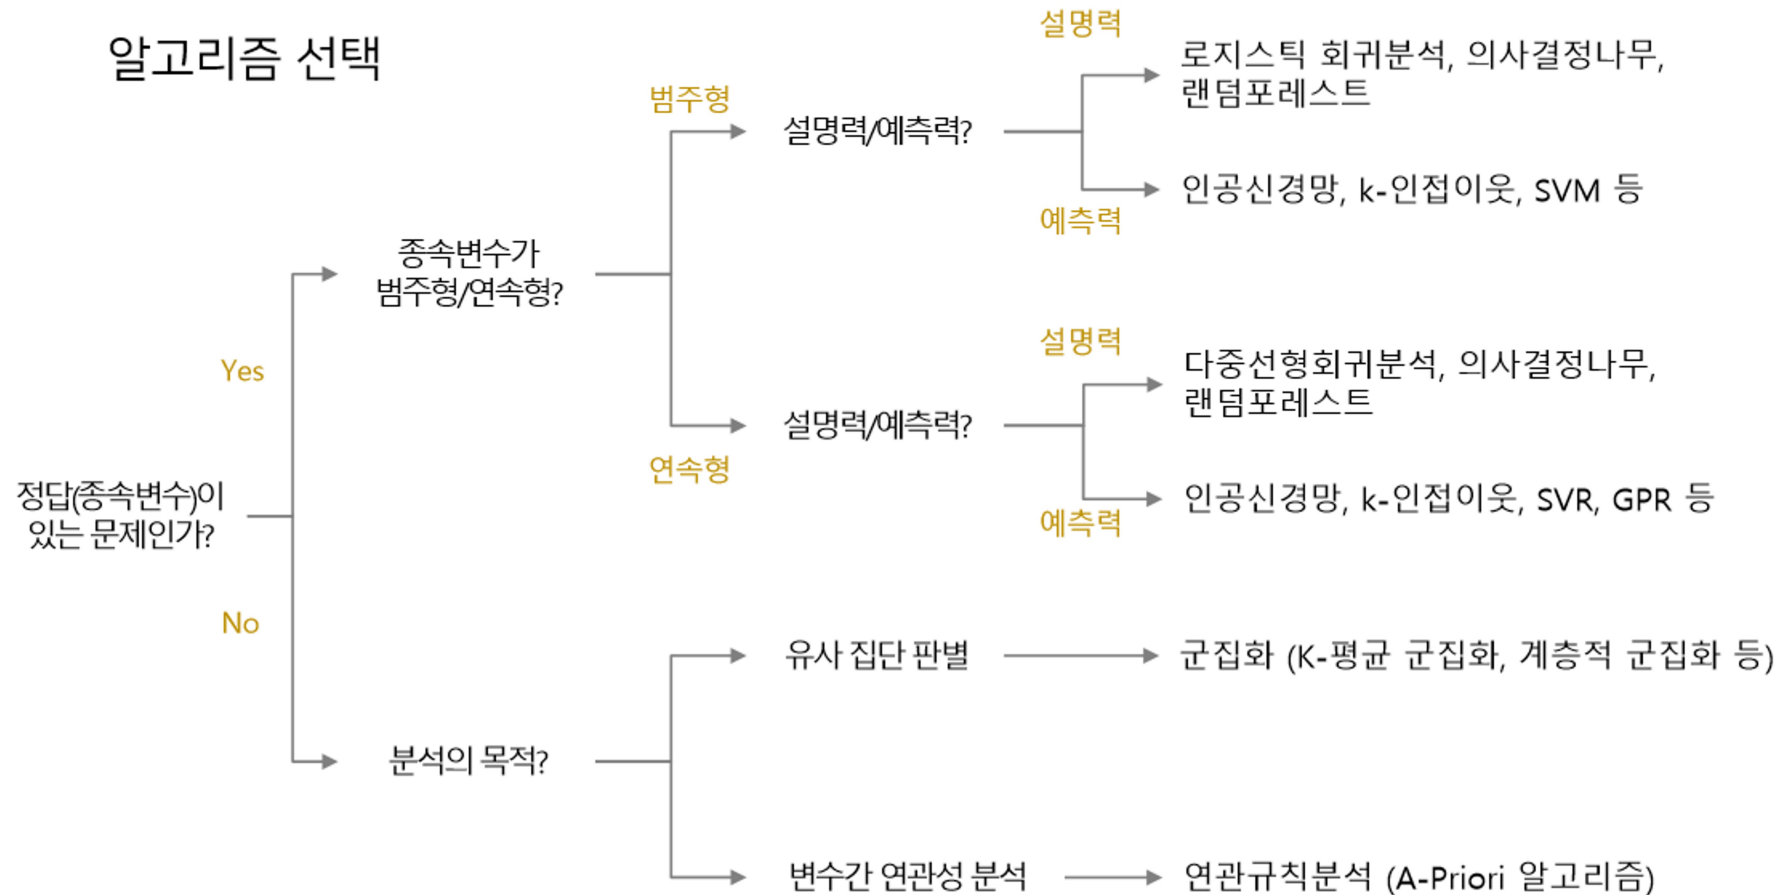 알고리즘 선택
설명력
로지스틱 회귀분석, 의사결정나무,
랜덤포레스트
범주형
설명력/예측력?
인공신경망, k-인접이웃, SVM 등
예측력
종속변수가
범주형/연속형?
설명력
다중선형회귀분석, 의사결정나무,
랜덤포레스트
Yes
설명력/예측력?
연속형
인공신경망, k-인접이웃, SVR, GPR 등
예측력
정답(종속변수)이
있는 문제인가?
No
유사 집단 판별
군집화 (K-평균 군집화, 계층적 군집화 등)
분석의 목적?
변수간 연관성 분석
연관규칙분석 (A-Priori 알고리즘)